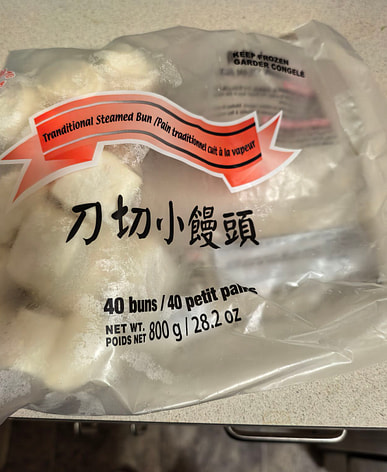 KEEP FROZEN
GARDER CONGELÉ
Tranditional Steamed Bun /Pain traditionnel cuit à la vapeur
刀切小饅頭
40 buns / 40 petit pains
NET WT.
POIDS NET 800 g / 28.2 oz